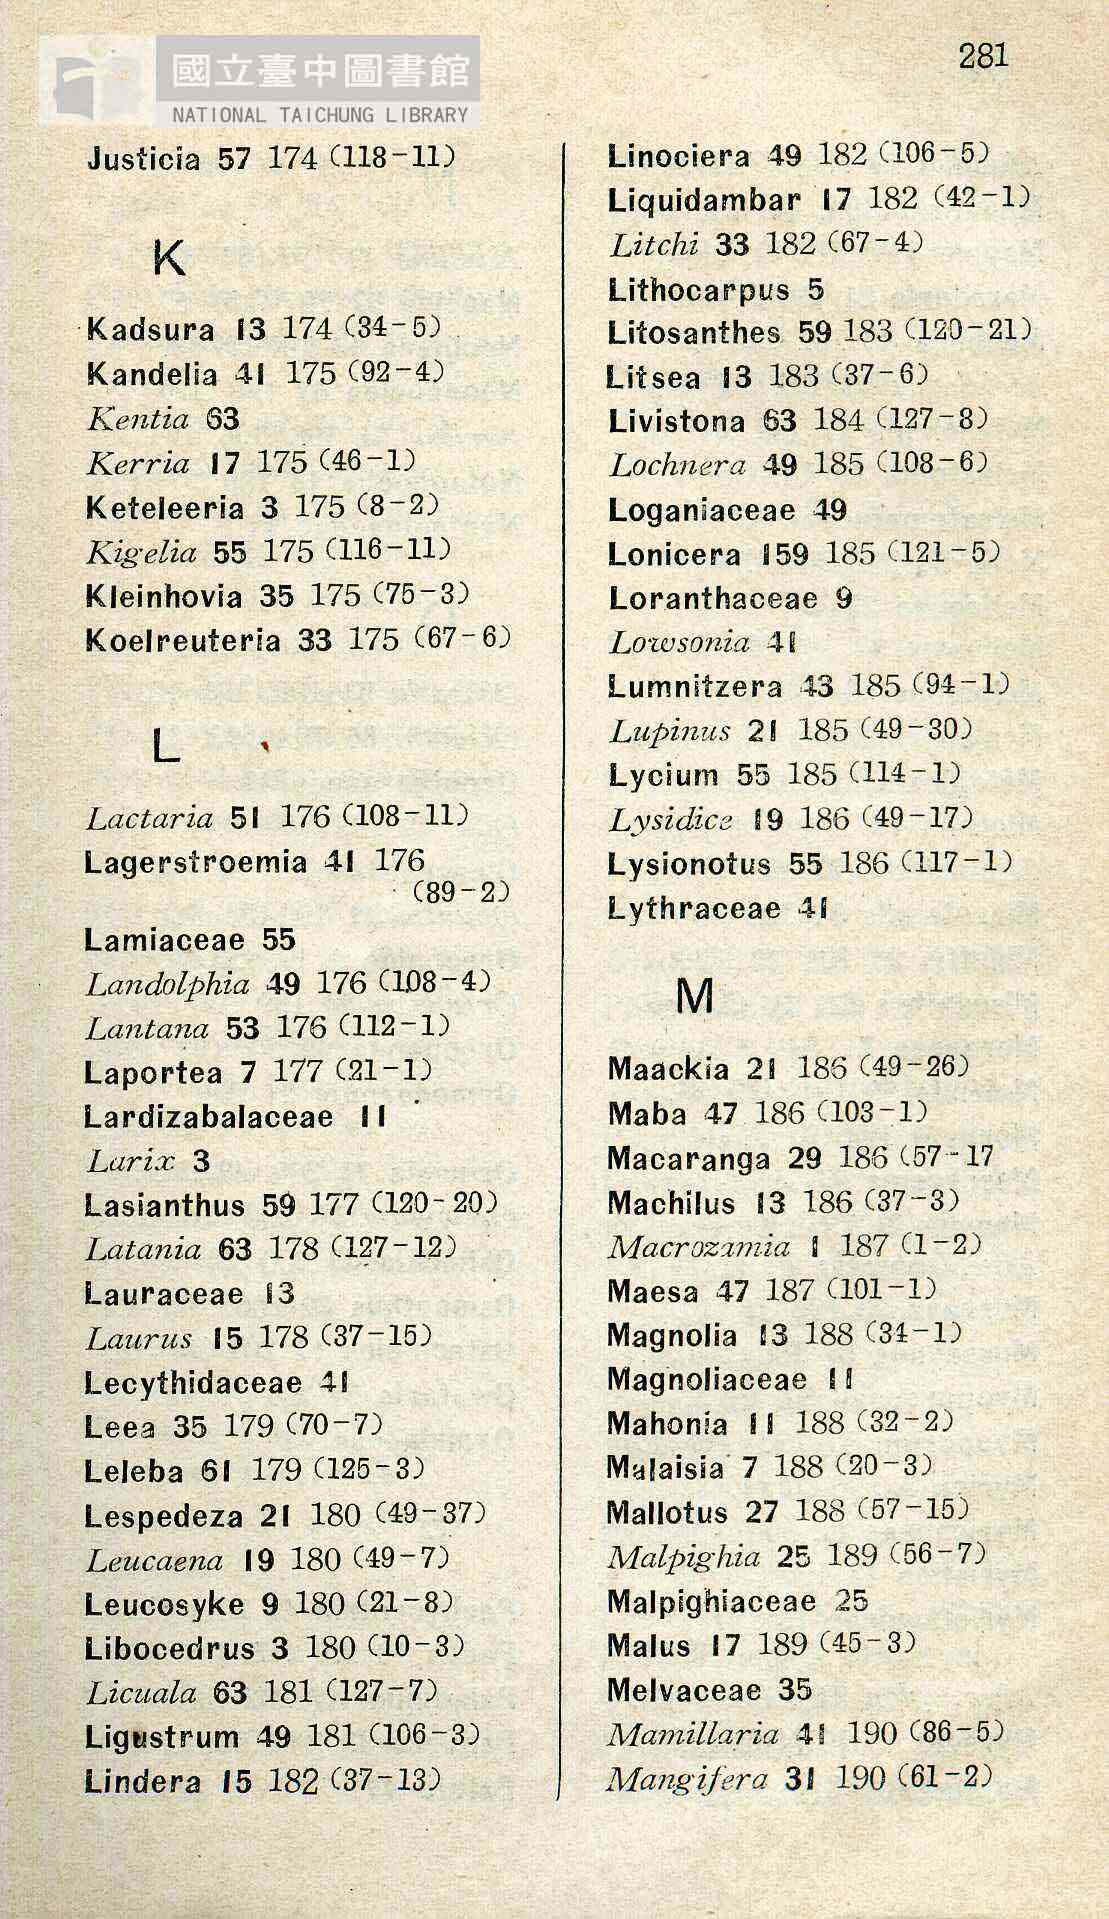 國立臺中圖書館
NATIONAL TAICHUNG LIBRARY
281
Justicia 57 174 (118-11)
K
Kadsura 13 174 (34-5)
Kandelia 41 175 (92-4)
Kentia 63
Kerria 17 175 (46-1)
Keteleeria 3 175 (8-2)
Kigelia 55 175 (116-11)
Kleinhovia 35 175 (75-3)
Koelreuteria 33 175 (67-6)
L
Lactaria 51 176 (108-11)
Lagerstroemia 41 176
(89-2)
Lamiaceae 55
Landolphia 49 176 (108-4)
Lantana 53 176 (112-1)
Laportea 7 177 (21-1)
Lardizabalaceae 11
Larix 3
Lasianthus 59 177 (120-20)
Latania 63 178 (127-12)
Lauraceae 13
Laurus 15 178 (37-15)
Lecythidaceae 41
Leea 35 179 (70-7)
Leleba 61 179 (125-3)
Lespedeza 21 180 (49-37)
Leucaena 19 180 (49-7)
Leucosyke 9 180 (21-8)
Libocedrus 3 180 (10-3)
Licuala 63 181 (127-7)
Ligustrum 49 181 (106-3)
Lindera 15 182 (37-13)
Linociera 49 182 (106-5)
Liquidambar 17 182 (42-1)
Litchi 33 182 (67-4)
Lithocarpus 5
Litosanthes 59 183 (120-21)
Litsea 13 183 (37-6)
Livistona 63 184 (127-8)
Lochnera 49 185 (108-6)
Loganiaceae 49
Lonicera 159 185 (121-5)
Loranthaceae 9
Lowsonia 41
Lumnitzera 43 185 (94-1)
Lupinus 21 185 (49-30)
Lycium 55 185 (114-1)
Lysidice 19 186 (49-17)
Lysionotus 55 186 (117-1)
Lythraceae 41
M
Maackia 21 186 (49-26)
Maba 47 186 (103-1)
Macaranga 29 186 (57-17
Machilus 13 186 (37-3)
Macrozamia 1 187 (1-2)
Maesa 47 187 (101-1)
Magnolia 13 188 (34-1)
Magnoliaceae 11
Mahonia 11 188 (32-2)
Malaisia 7 188 (20-3)
Mallotus 27 188 (57-15)
Malpighia 25 189 (56-7)
Malpighiaceae 25
Malus 17 189 (45-3)
Melvaceae 35
Mamillaria 41 190 (86-5)
Mangifera 31 190 (61-2)